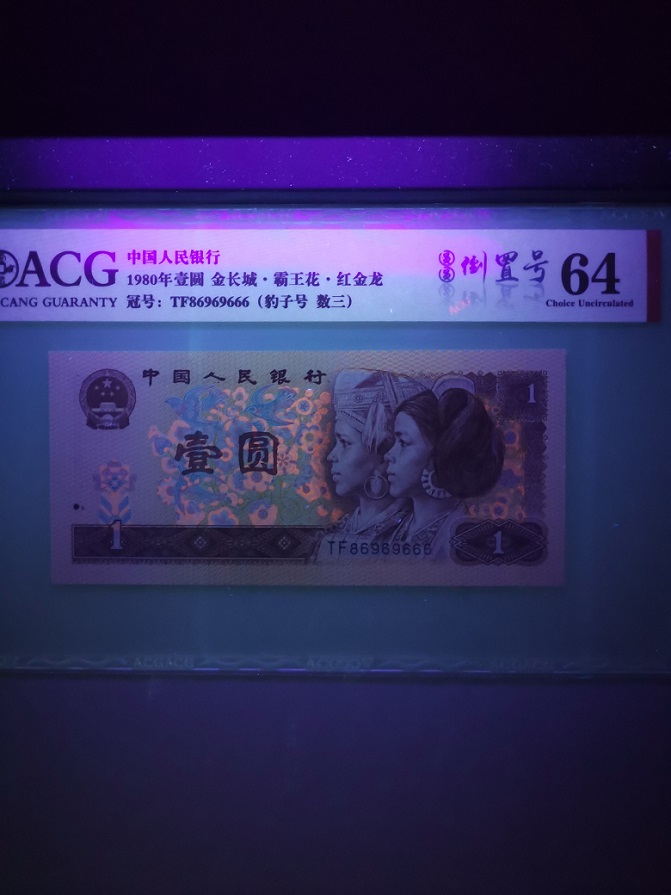 ACG
CANG GUARANTY
中国人民银行
1980年壹圆 金长城·霸王花·红金龙
冠号：TF86969666（豹子号 数三）
倒置号
64
Choice Uncirculated
中国人民银行
1
壹圆
1
TF86969666
1
ACGACG